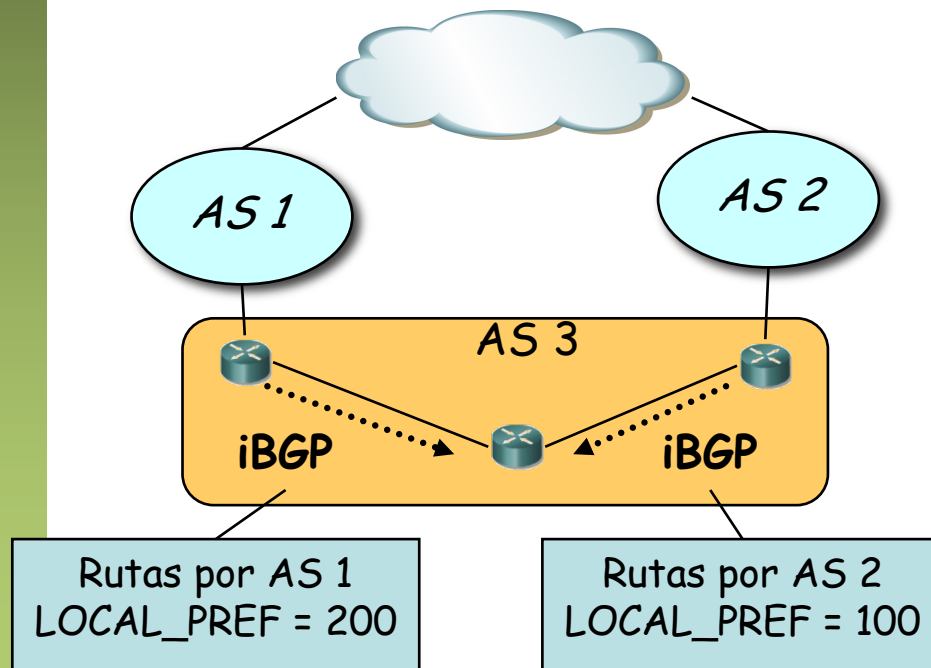 AS 1
AS 2
AS 3
iBGP
iBGP
Rutas por AS 1
LOCAL_PREF = 200
Rutas por AS 2
LOCAL_PREF = 100